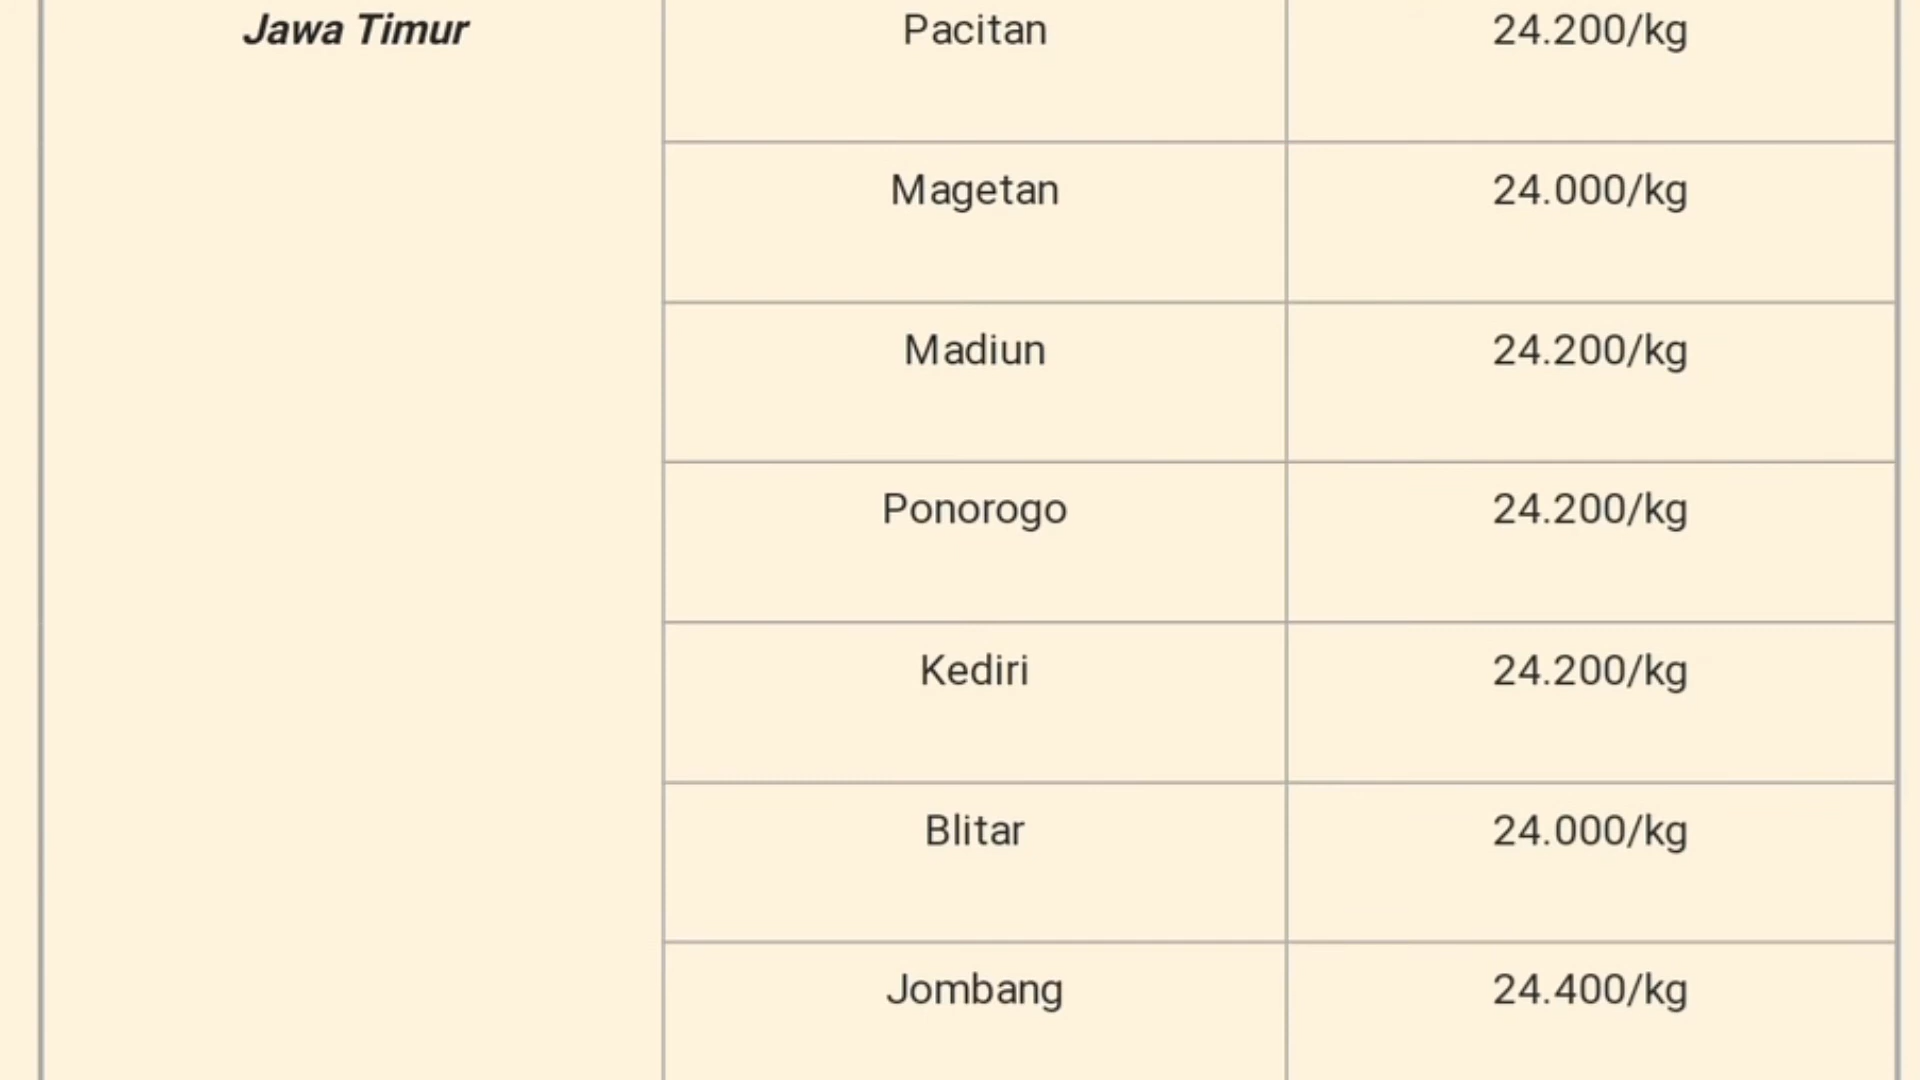 Jawa Timur
Pacitan
24.200/kg
Magetan
24.000/kg
Madiun
24.200/kg
Ponorogo
24.200/kg
Kediri
24.200/kg
Blitar
24.000/kg
Jombang
24.400/kg